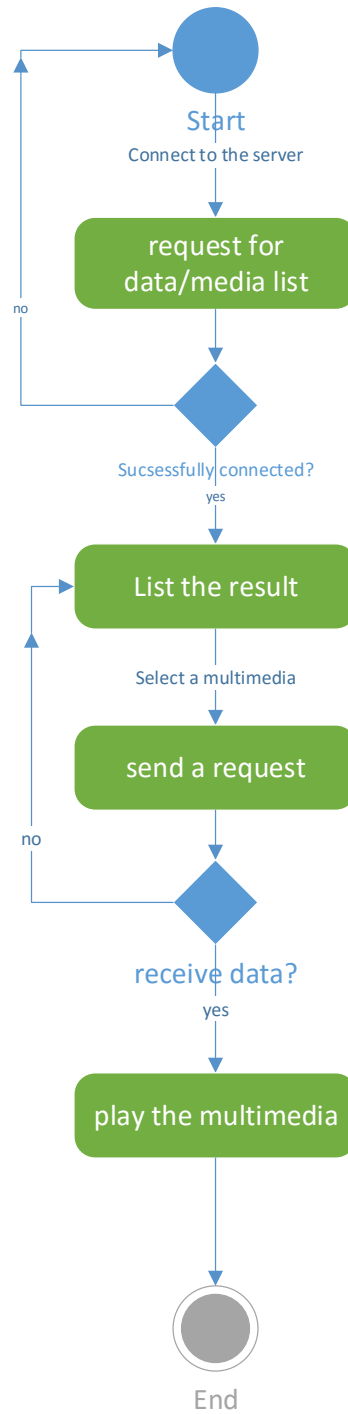 Start
Connect to the server
request for
data/media list
no
Sucsessfully connected?
yes
List the result
Select a multimedia
send a request
no
receive data?
yes
play the multimedia
End